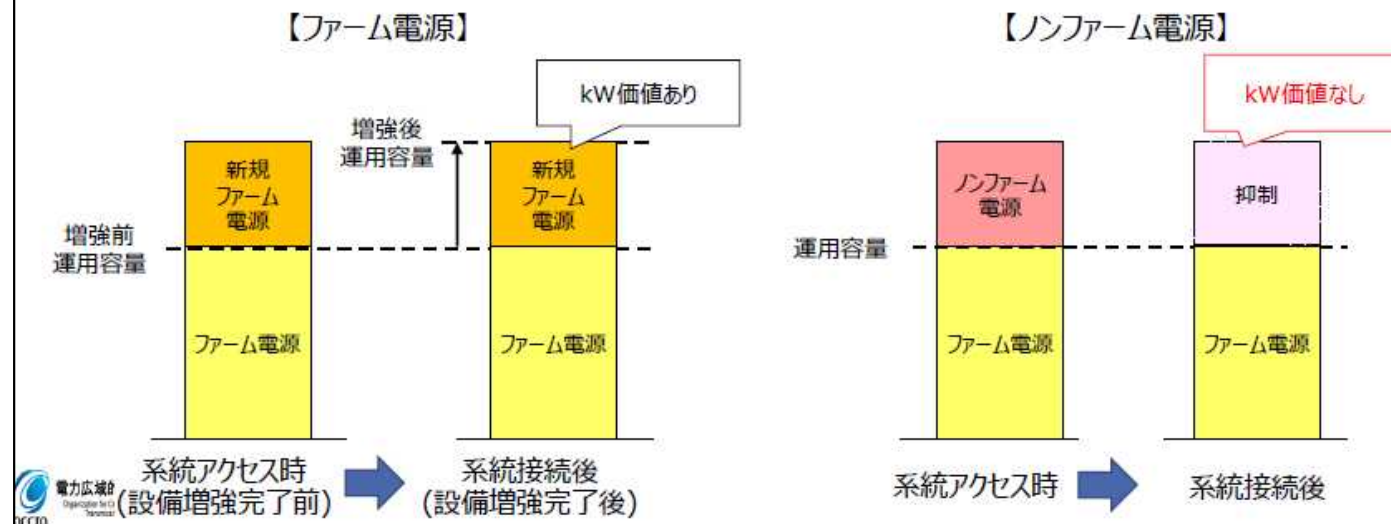 【ファーム電源】
kW価値あり
増強後
運用容量
新規
ファーム
電源
新規
ファーム
電源
増強前
運用容量
ファーム電源
ファーム電源
系統アクセス時
(設備増強完了前)
系統接続後
(設備増強完了後)
【ノンファーム電源】
kW価値なし
ノンファーム
電源
抑制
運用容量
ファーム電源
ファーム電源
系統アクセス時
系統接続後
電力広域